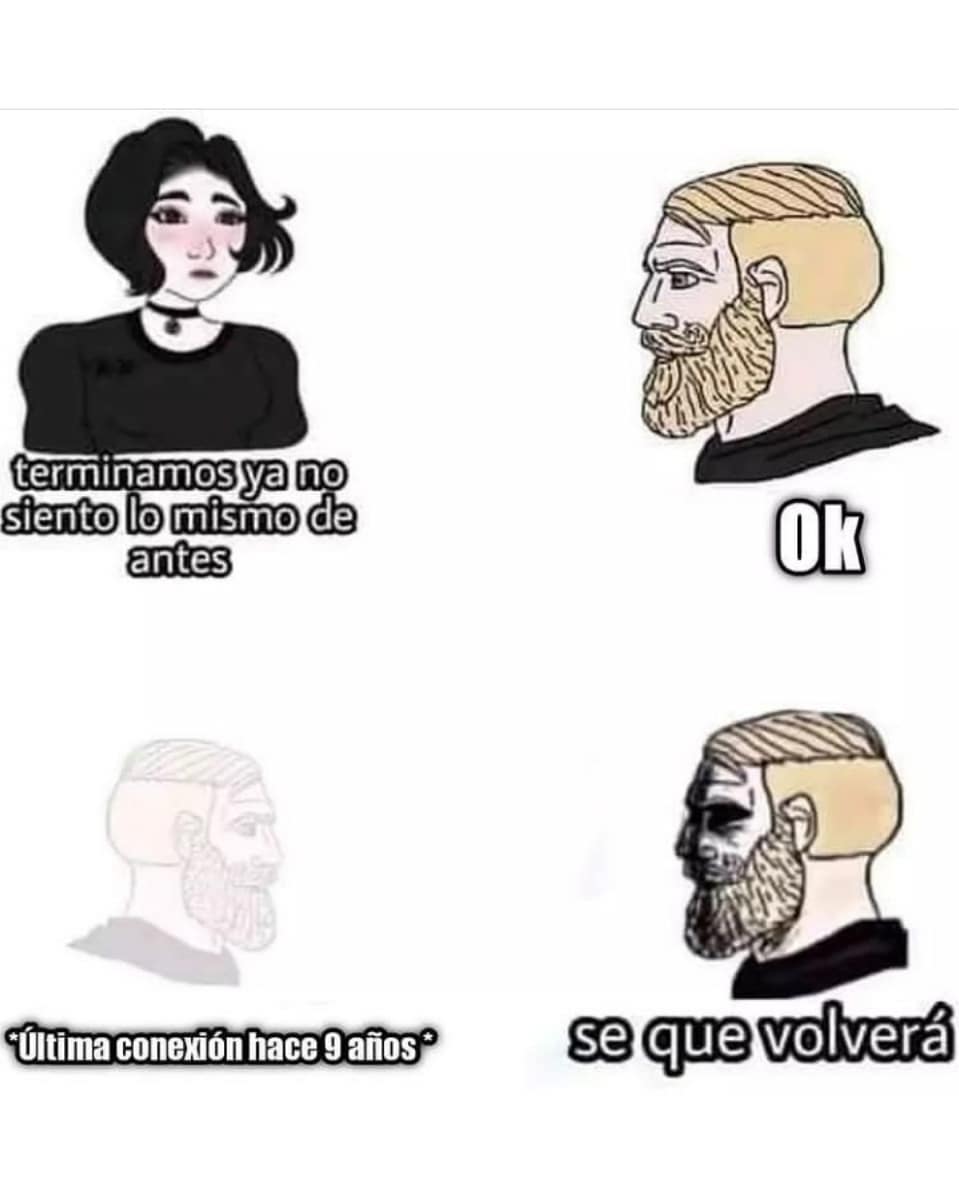 terminamos ya no
siento lo mismo de
antes
Ok
*Última conexión hace 9 años*
se que volverá